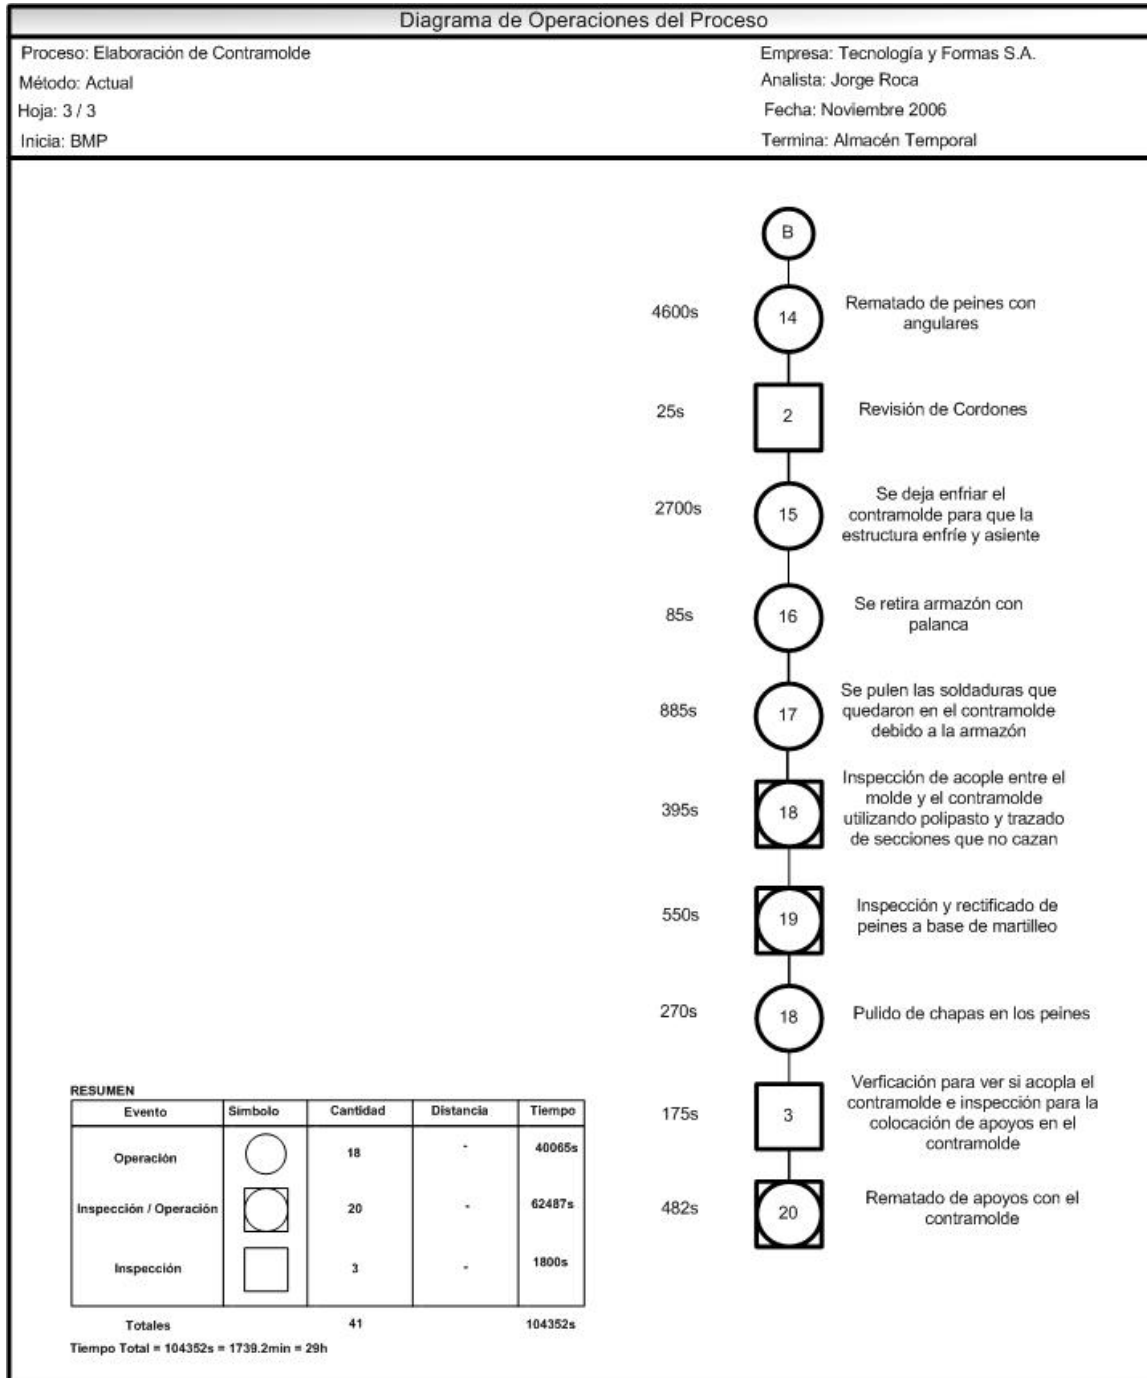 Diagrama de Operaciones del Proceso
Proceso: Elaboración de Contramolde
Empresa: Tecnología y Formas S.A.
Método: Actual
Analista: Jorge Roca
Hoja: 3 / 3
Fecha: Noviembre 2006
Inicia: BMP
Termina: Almacén Temporal
B
4600s
14
Rematado de peines con
angulares
25s
2
Revisión de Cordones
2700s
15
Se deja enfriar el
contramolde para que la
estructura enfríe y asiente
85s
16
Se retira armazón con
palanca
885s
17
Se pulen las soldaduras que
quedaron en el contramolde
debido a la armazón
395s
18
Inspección de acople entre el
molde y el contramolde
utilizando polipasto y trazado
de secciones que no cazan
550s
19
Inspección y rectificado de
peines a base de martilleo
270s
18
Pulido de chapas en los peines
175s
3
Verficación para ver si acopla el
contramolde e inspección para la
colocación de apoyos en el
contramolde
482s
20
Rematado de apoyos con el
contramolde
RESUMEN
Evento Símbolo Cantidad Distancia Tiempo
Operación 18 - 40065s
Inspección / Operación 20 - 62487s
Inspección 3 - 1800s
Totales 41 104352s
Tiempo Total = 104352s = 1739.2min = 29h